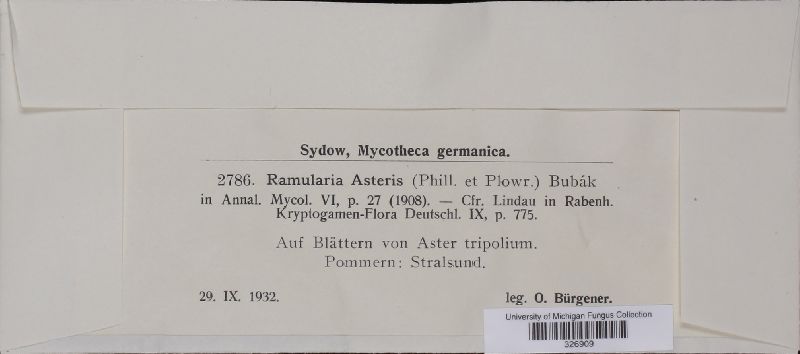 Sydow, Mycotheca germanica.
2786. Ramularia Asteris (Phill. et Plowr.) Bubák
in Annal. Mycol. VI, p. 27 (1908). — Cfr. Lindau in Rabenh.
Kryptogamen-Flora Deutschl. IX, p. 775.
Auf Blättern von Aster tripolium.
Pommern: Stralsund.
29. IX. 1932. leg. O. Bürgener.
University of Michigan Fungus Collection
326909